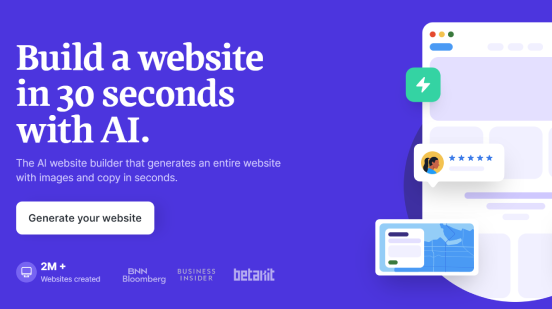 Build a website
in 30 seconds
with AI.
The AI website builder that generates an entire website
with images and copy in seconds.
Generate your website
2M +
Websites created
BNN
Bloomberg
BUSINESS
INSIDER
betakit